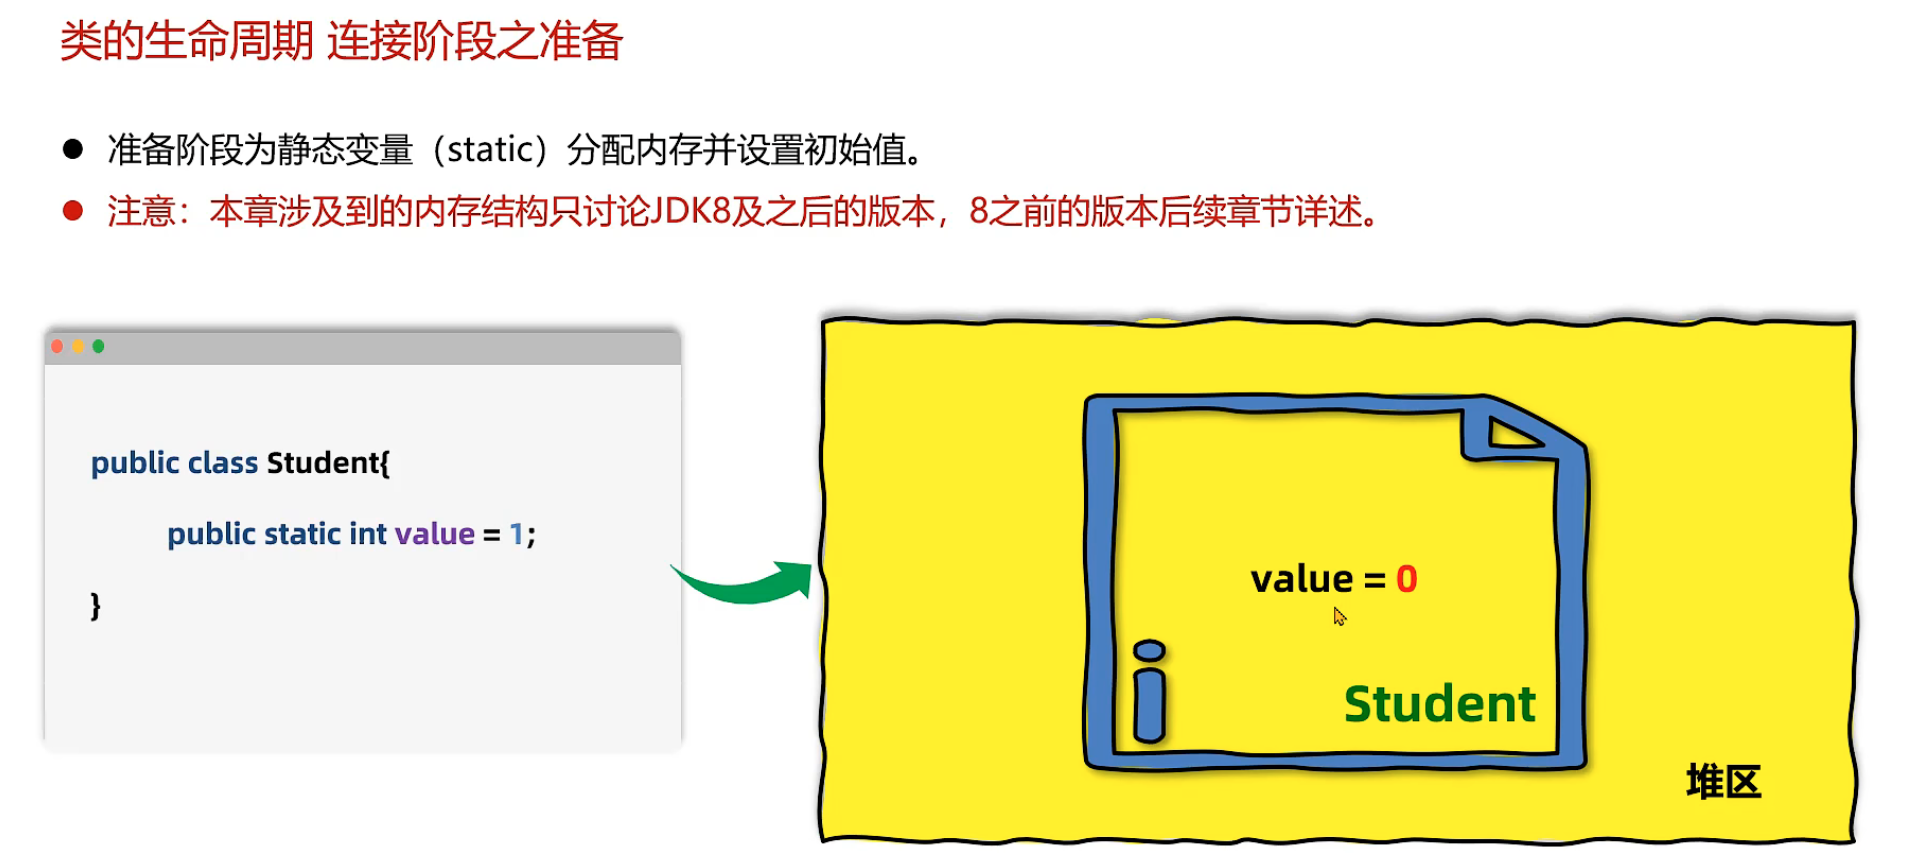 类的生命周期 连接阶段之准备
准备阶段为静态变量（static）分配内存并设置初始值。
注意：本章涉及到的内存结构只讨论JDK8及之后的版本，8之前的版本后续章节详述。
public class Student{
public static int value = 1;
}
value = 0
Student
堆区